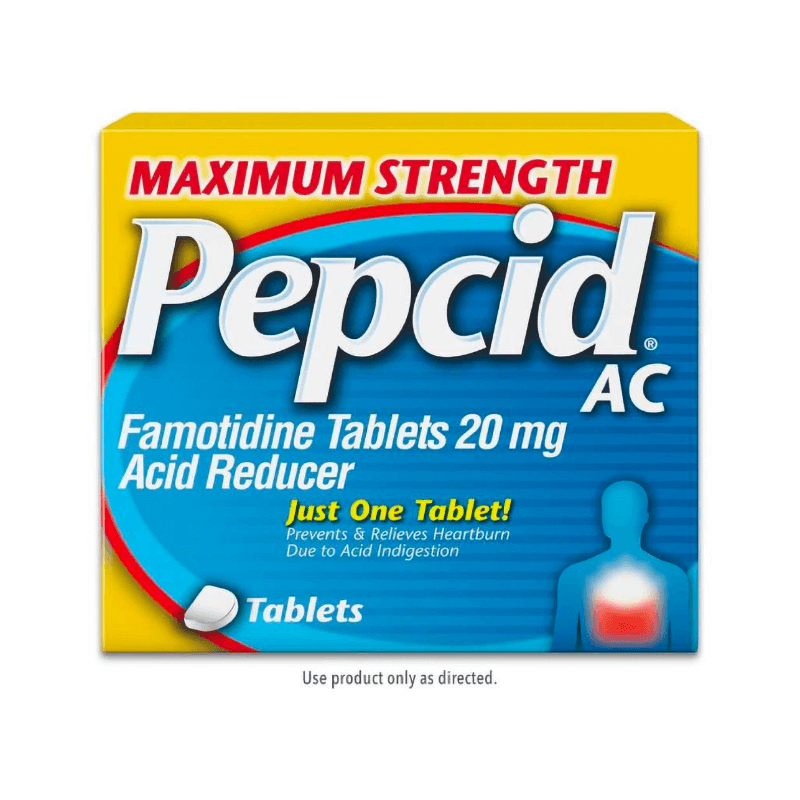 MAXIMUM STRENGTH
Pepcid®
AC
Famotidine Tablets 20 mg
Acid Reducer
Just One Tablet!
Prevents & Relieves Heartburn
Due to Acid Indigestion
Tablets
Use product only as directed.